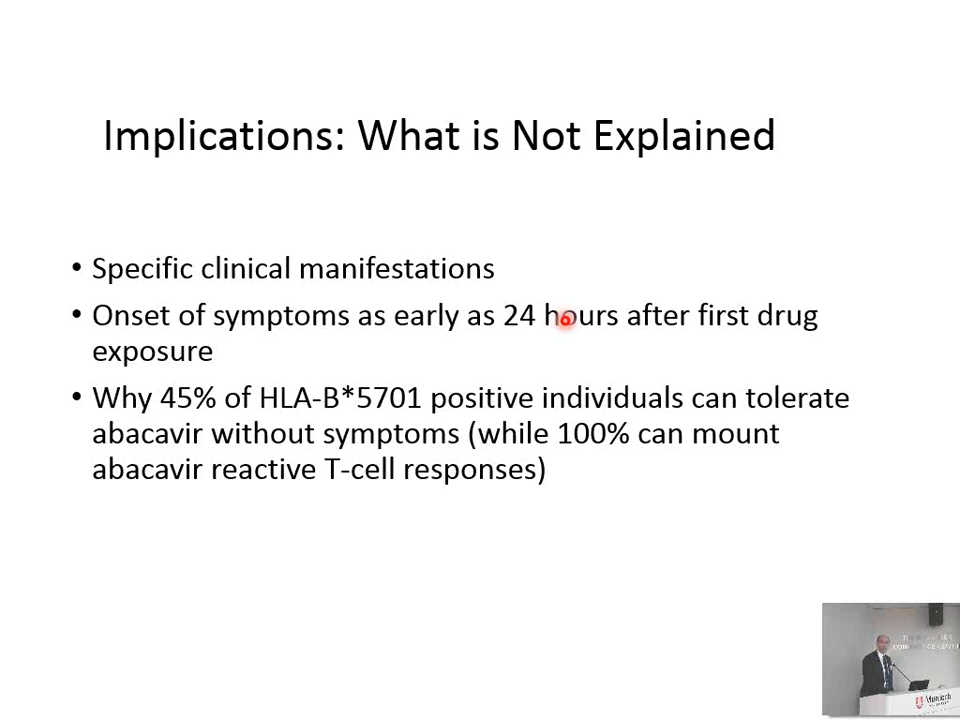 Implications: What is Not Explained
• Specific clinical manifestations
• Onset of symptoms as early as 24 hours after first drug
exposure
• Why 45% of HLA-B*5701 positive individuals can tolerate
abacavir without symptoms (while 100% can mount
abacavir reactive T-cell responses)
Murdoch